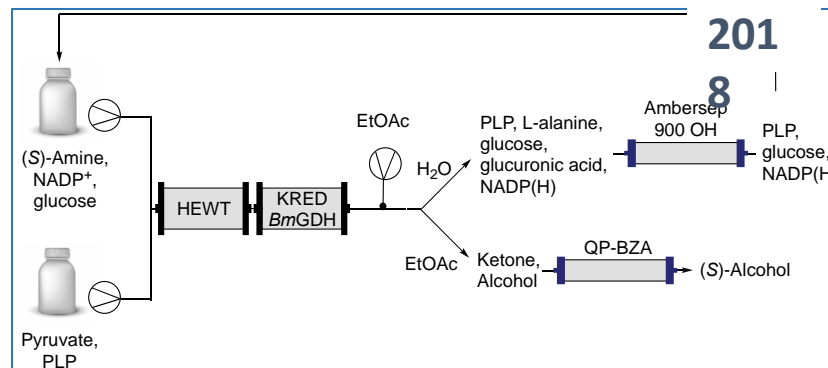 201
8
EtOAc
(S)-Amine,
NADP+,
glucose
HEWT
KRED
BmGDH
H2O
PLP, L-alanine,
glucose,
glucuronic acid,
NADP(H)
Ambersep
900 OH
PLP,
glucose,
NADP(H
EtOAc
Ketone,
Alcohol
QP-BZA
(S)-Alcohol
Pyruvate,
PLP